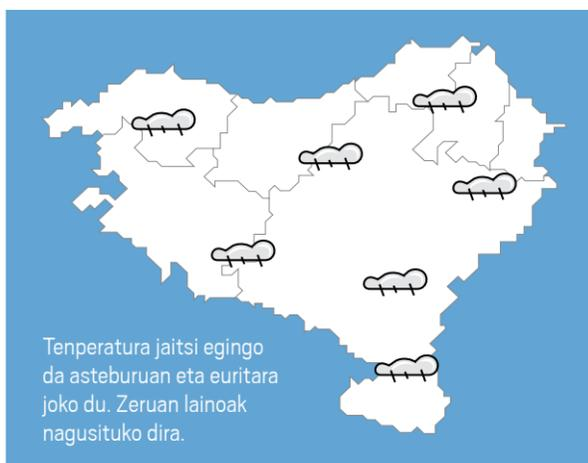 Tenperatura jaitsi egingo
da asteburuan eta euritara
joko du. Zeruan lainoak
nagusituko dira.